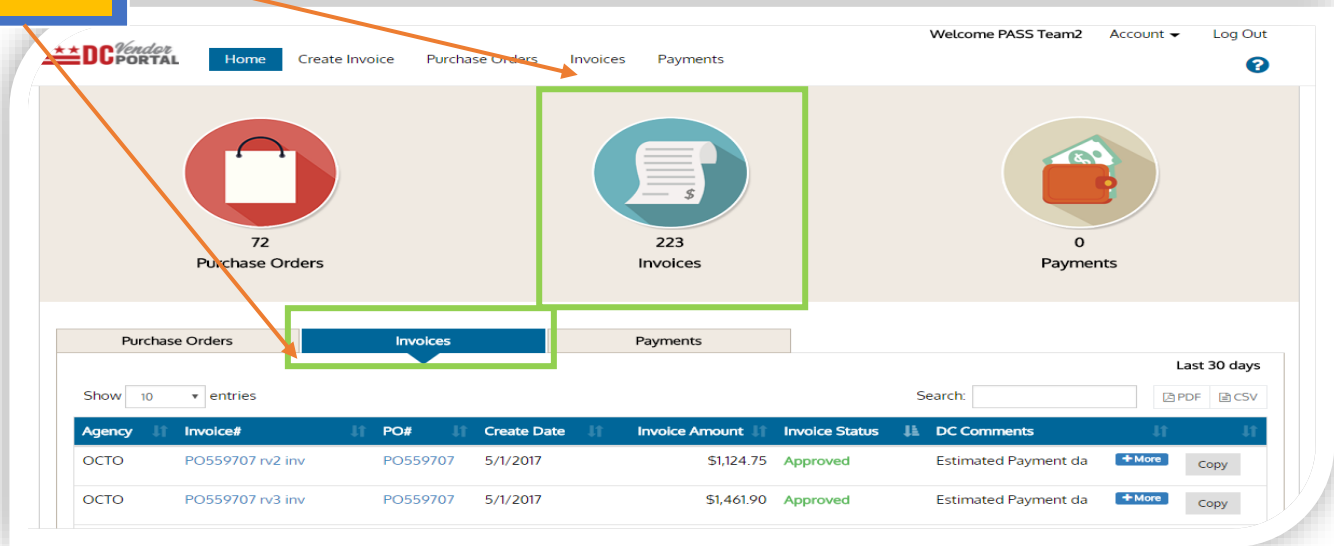 Welcome PASS Team2 Account Log Out
DC Vendor PORTAL Home Create Invoice Purchase Orders Invoices Payments ?
$
$
72 223 0
Purchase Orders Invoices Payments
Purchase Orders Invoices Payments
Last 30 days
Show 10 entries Search: PDF CSV
Agency Invoice# PO# Create Date Invoice Amount Invoice Status DC Comments
OCTO PO559707 rv2 inv PO559707 5/1/2017 $1,124.75 Approved Estimated Payment da +More Copy
OCTO PO559707 rv3 inv PO559707 5/1/2017 $1,461.90 Approved Estimated Payment da +More Copy